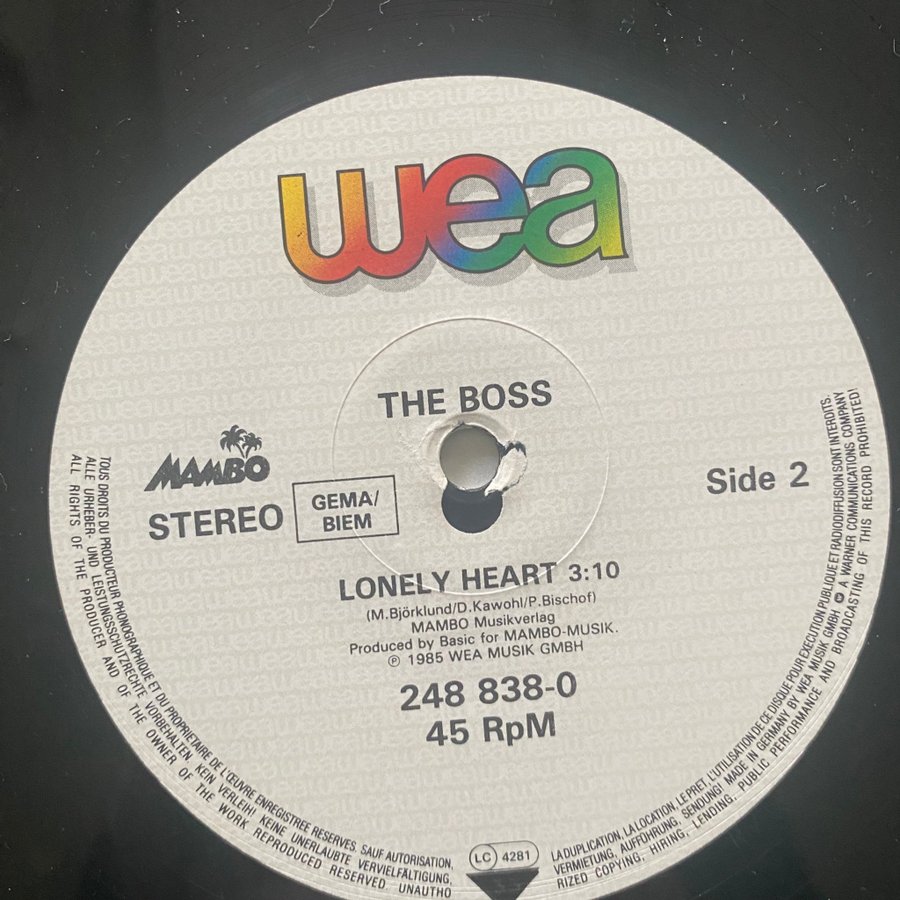 wea
THE BOSS
MAMBO
STEREO
GEMA/
BIEM
Side 2
LONELY HEART 3:10
(M.Björklund/D.Kawohl/P.Bischof)
MAMBO Musikverlag
Produced by Basic for MAMBO-MUSIK.
℗ 1985 WEA MUSIK GMBH
248 838-0
45 RpM
TOUS DROITS DU PRODUCTEUR PHONOGRAPHIQUE ET DU PROPRIETAIRE DE L'ŒUVRE ENREGISTREE RESERVES. SAUF AUTORISATION,
ALLE URHEBER- UND LEISTUNGSSCHUTZRECHTE VORBEHALTEN KEIN VERLEIH! KEINE UNERLAUBTE VERVIELFÄLTIGUNG,
ALL RIGHTS OF THE PRODUCER AND OF THE OWNER OF THE WORK REPRODUCED RESERVED UNAUTHO
LC 4281
LA DUPLICATION, LA LOCATION, LE PRET, L'UTILISATION DE CE DISQUE POUR EXECUTION PUBLIQUE ET RADIODIFFUSION SONT INTERDITS.
VERMIETUNG, AUFFÜHRUNG, SENDUNG! MADE IN GERMANY BY WEA MUSIK GMBH A WARNER COMMUNICATIONS COMPANY
RIZED COPYING, HIRING, LENDING, PUBLIC PERFORMANCE AND BROADCASTING OF THIS RECORD PROHIBITED!